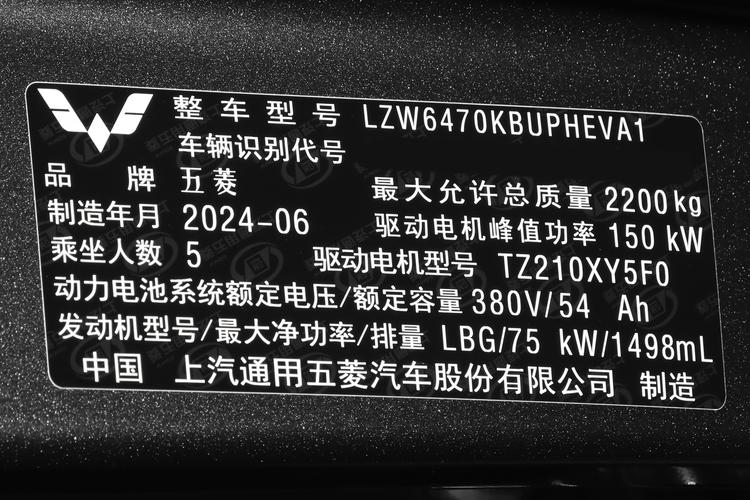 整车型号 LZW6470KBUPHEVA1
车辆识别代号
品牌 五菱 最大允许总质量 2200kg
制造年月 2024-06 驱动电机峰值功率 150 kW
乘坐人数 5 驱动电机型号 TZ210XY5F0
动力电池系统额定电压/额定容量 380V/54 Ah
发动机型号/最大净功率/排量 LBG/75 kW/1498mL
中国 上汽通用五菱汽车股份有限公司 制造